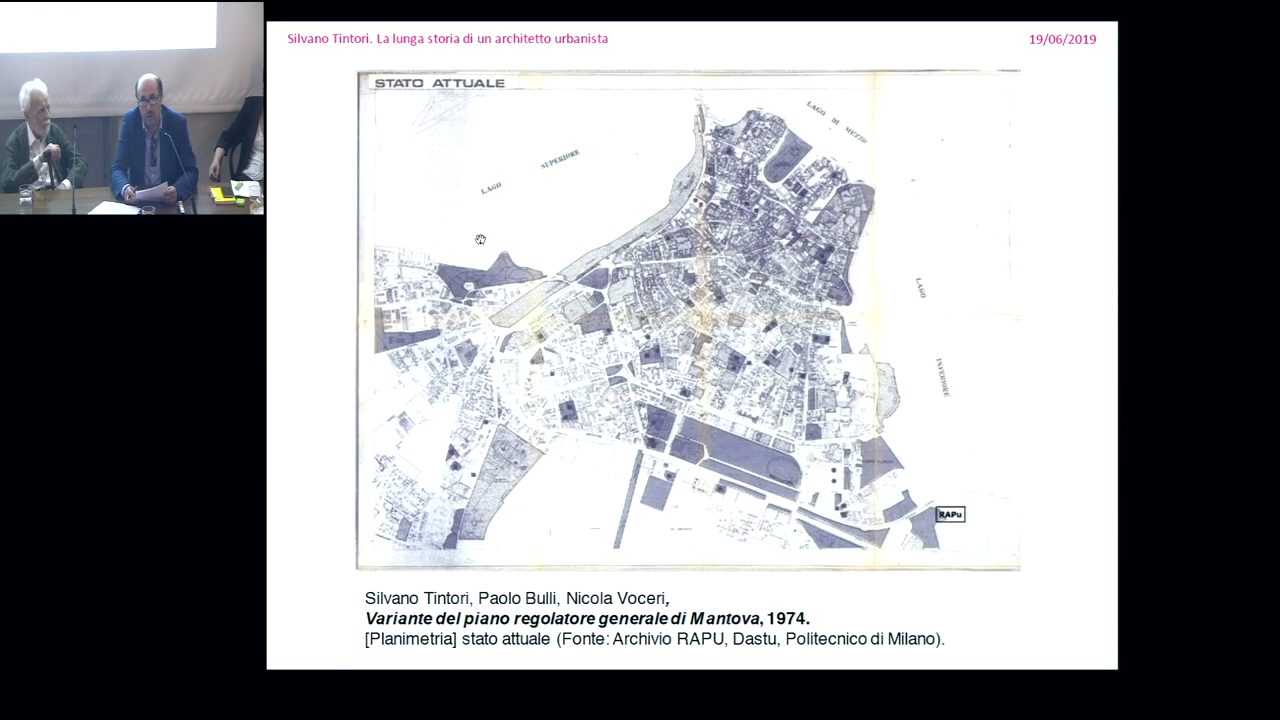 Silvano Tintori. La lunga storia di un architetto urbanista
19/06/2019
STATO ATTUALE
LAGO DI MEZZO
LAGO SUPERIORE
LAGO INFERIORE
RAPu
Silvano Tintori, Paolo Bulli, Nicola Voceri,
Variante del piano regolatore generale di Mantova, 1974.
[Planimetria] stato attuale (Fonte: Archivio RAPU, Dastu, Politecnico di Milano).